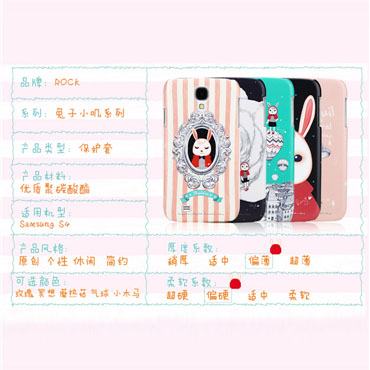 品牌: ROCK
系列: 兔子小叽系列
产品类型: 保护套
产品材料:
优质聚碳酸酯
适用机型:
Samsung S4
产品风格:
原创 个性 休闲 简约
厚度系数:
稍厚 适中 偏薄 超薄
可选颜色:
玫瑰 冥想 蘑热菇 气球 小木马
柔软系数:
超硬 偏硬 适中 柔软